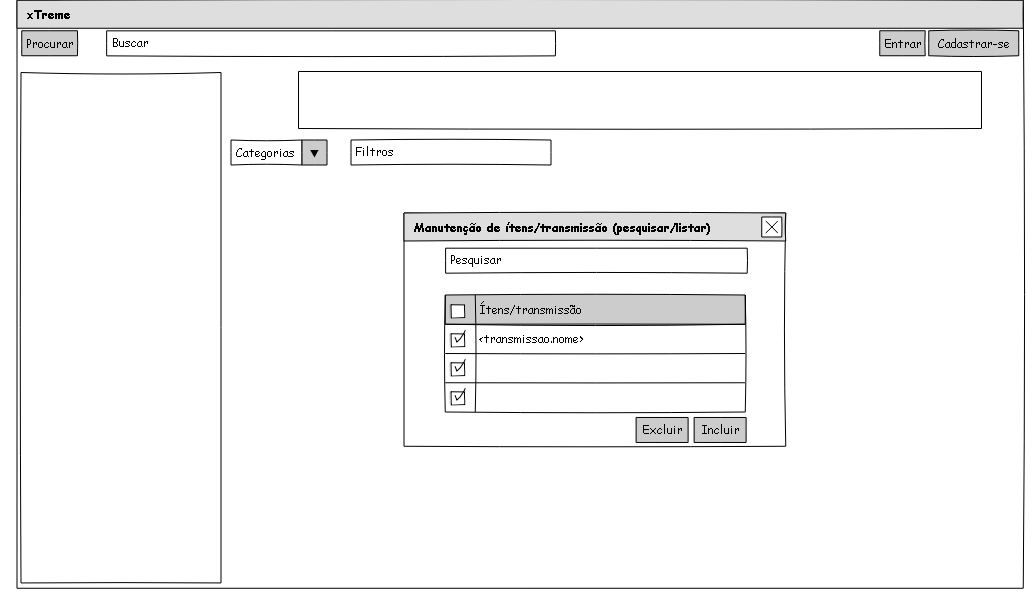 xTreme
Procurar
Buscar
Entrar
Cadastrar-se
Categorias
Filtros
Manutenção de ítens/transmissão (pesquisar/listar)
Pesquisar
Ítens/transmissão
<transmissao.nome>
Excluir
Incluir